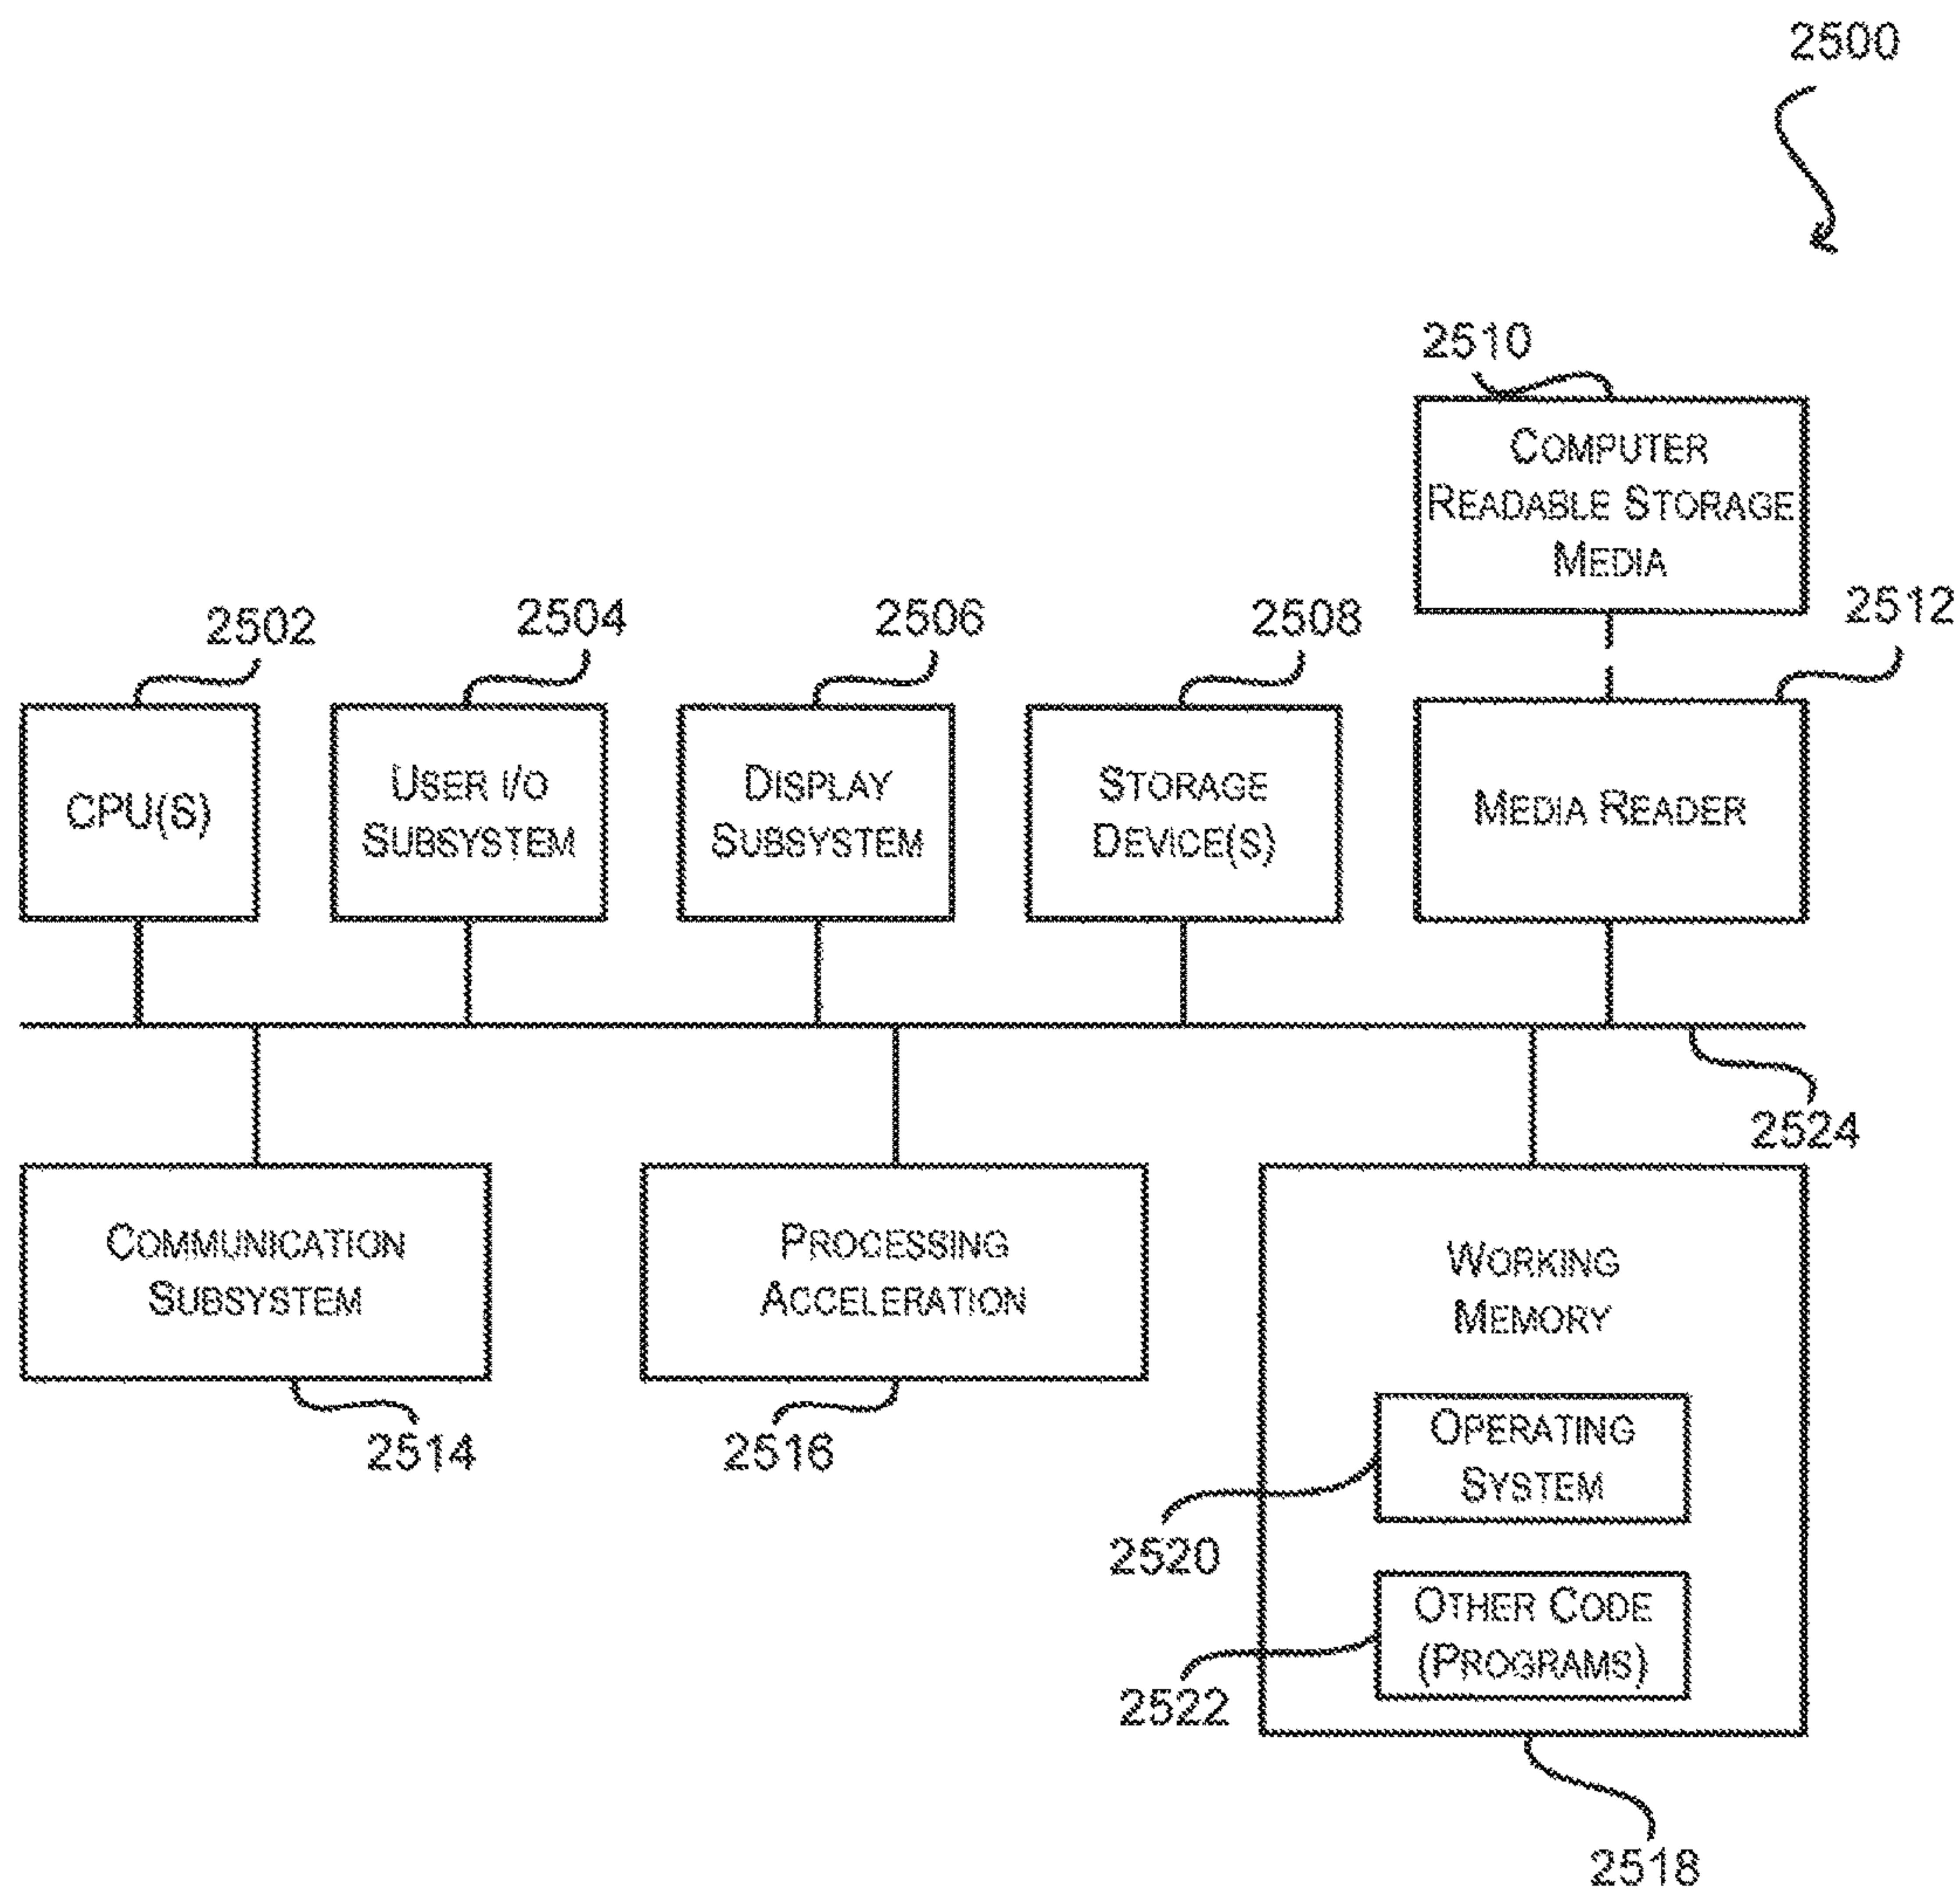 2500
2510
COMPUTER
READABLE STORAGE
MEDIA
2502
2504
2506
2508
2512
CPU(S)
USER I/O
SUBSYSTEM
DISPLAY
SUBSYSTEM
STORAGE
DEVICE(S)
MEDIA READER
2524
COMMUNICATION
SUBSYSTEM
PROCESSING
ACCELERATION
WORKING
MEMORY
2514
2516
OPERATING
SYSTEM
2520
OTHER CODE
(PROGRAMS)
2522
2518